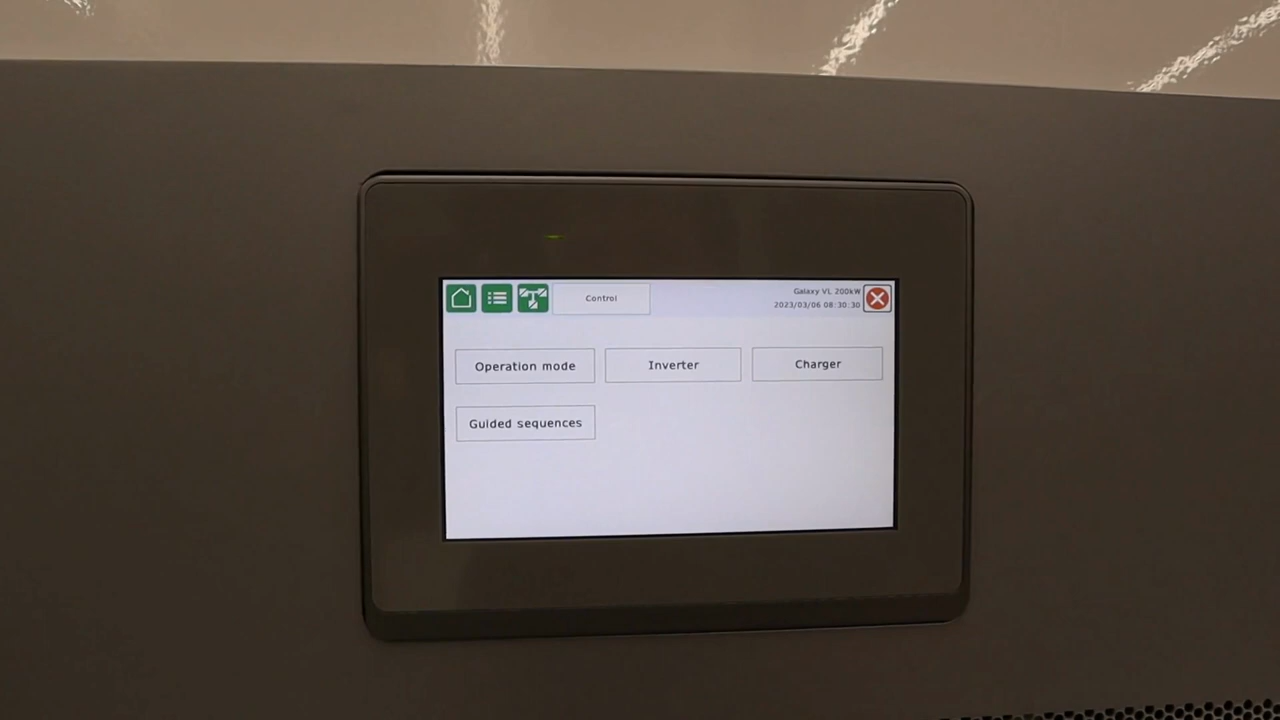 Control
Galaxy VL 200kW
2023/03/06 08:30:30
Operation mode
Inverter
Charger
Guided sequences